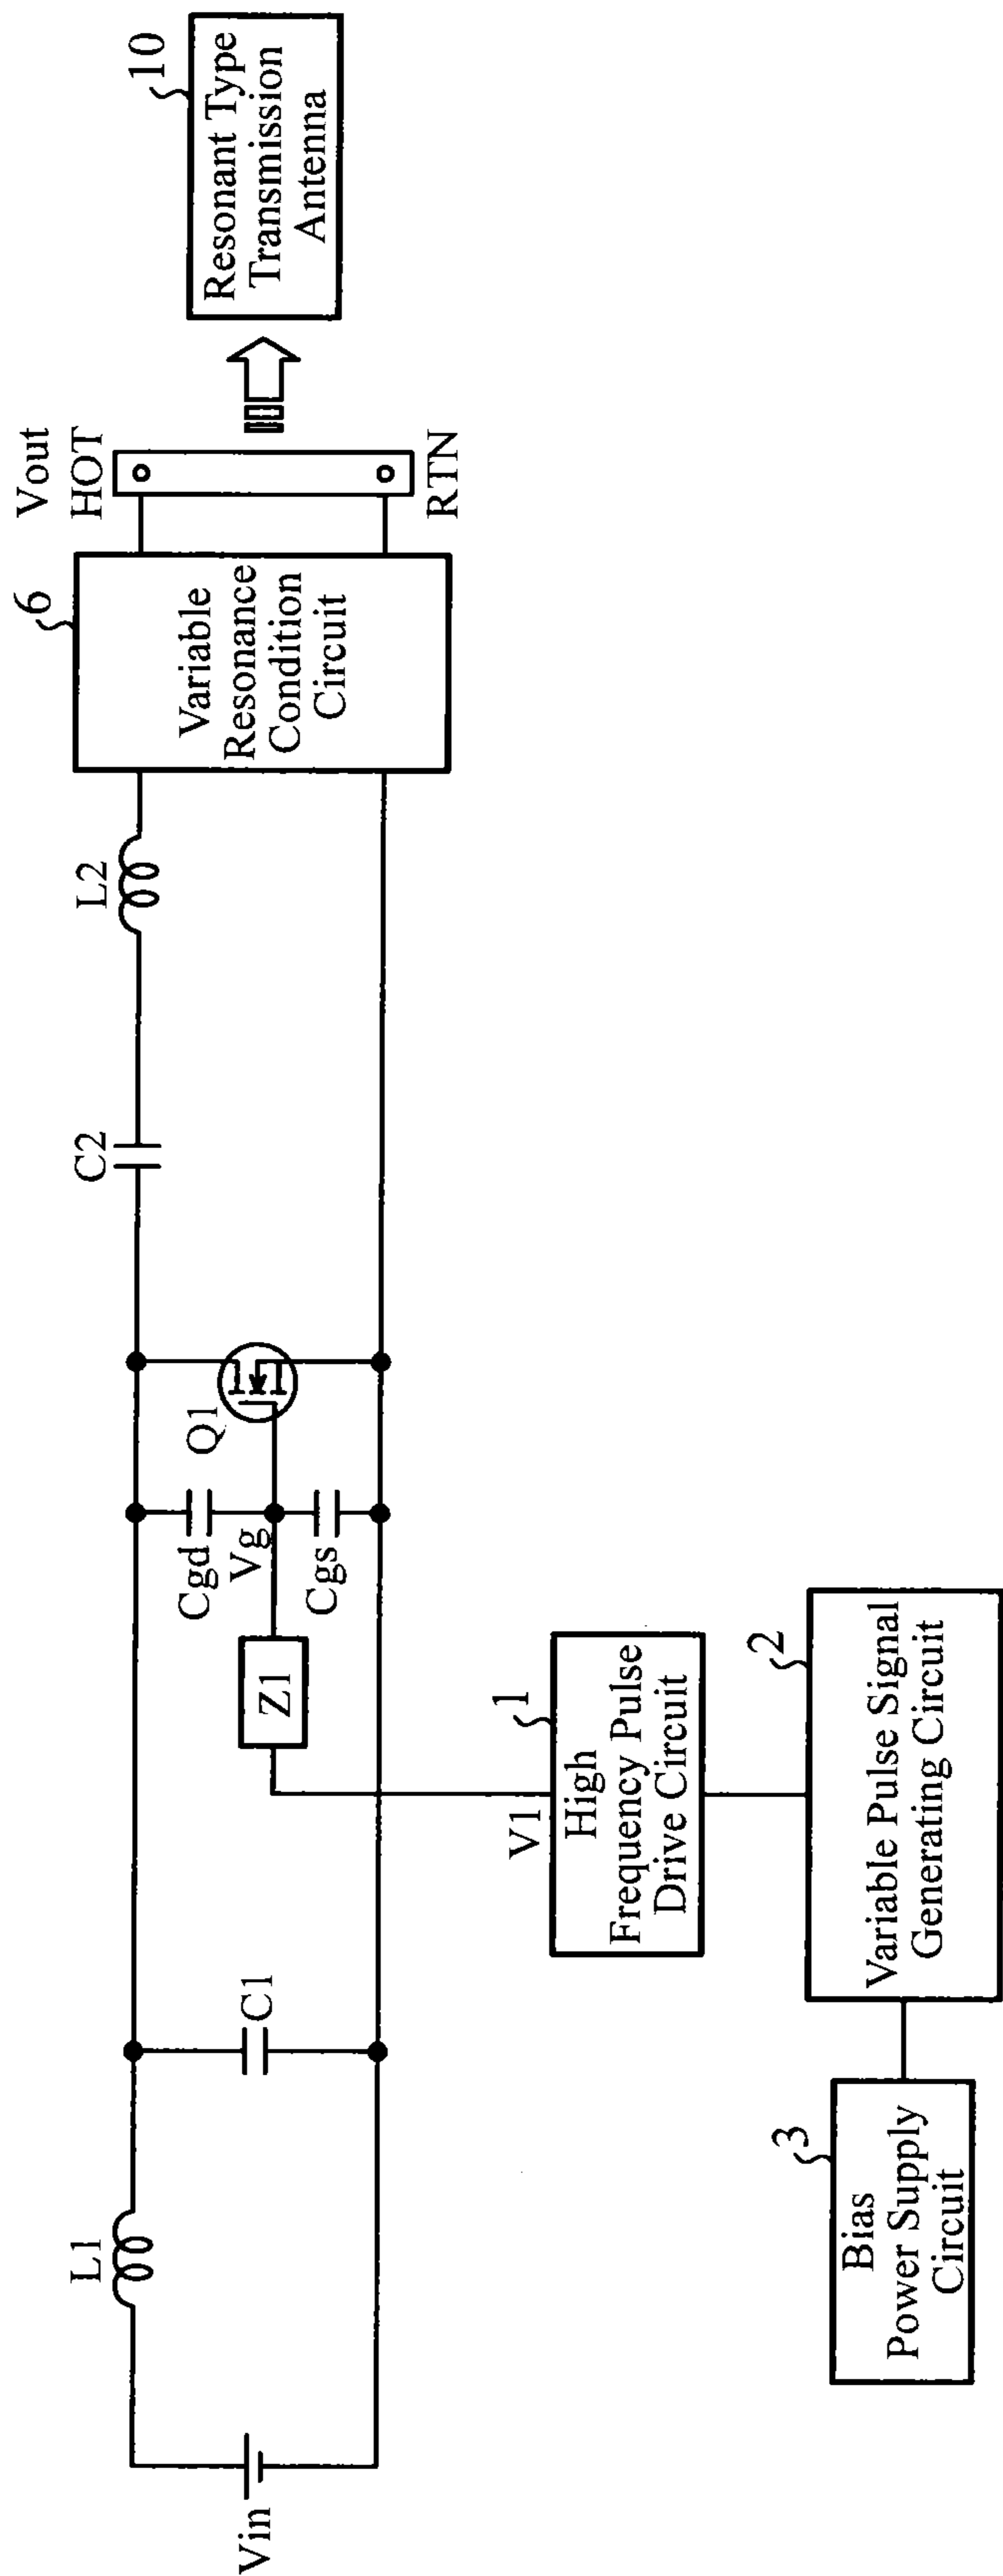 Vin
L1
C1
Cgd
Vg
Cgs
Q1
Z1
C2
L2
6
Variable
Resonance
Condition
Circuit
Vout
HOT
RTN
10
Resonant Type
Transmission
Antenna
V1
1
High
Frequency Pulse
Drive Circuit
2
Variable Pulse Signal
Generating Circuit
3
Bias
Power Supply
Circuit